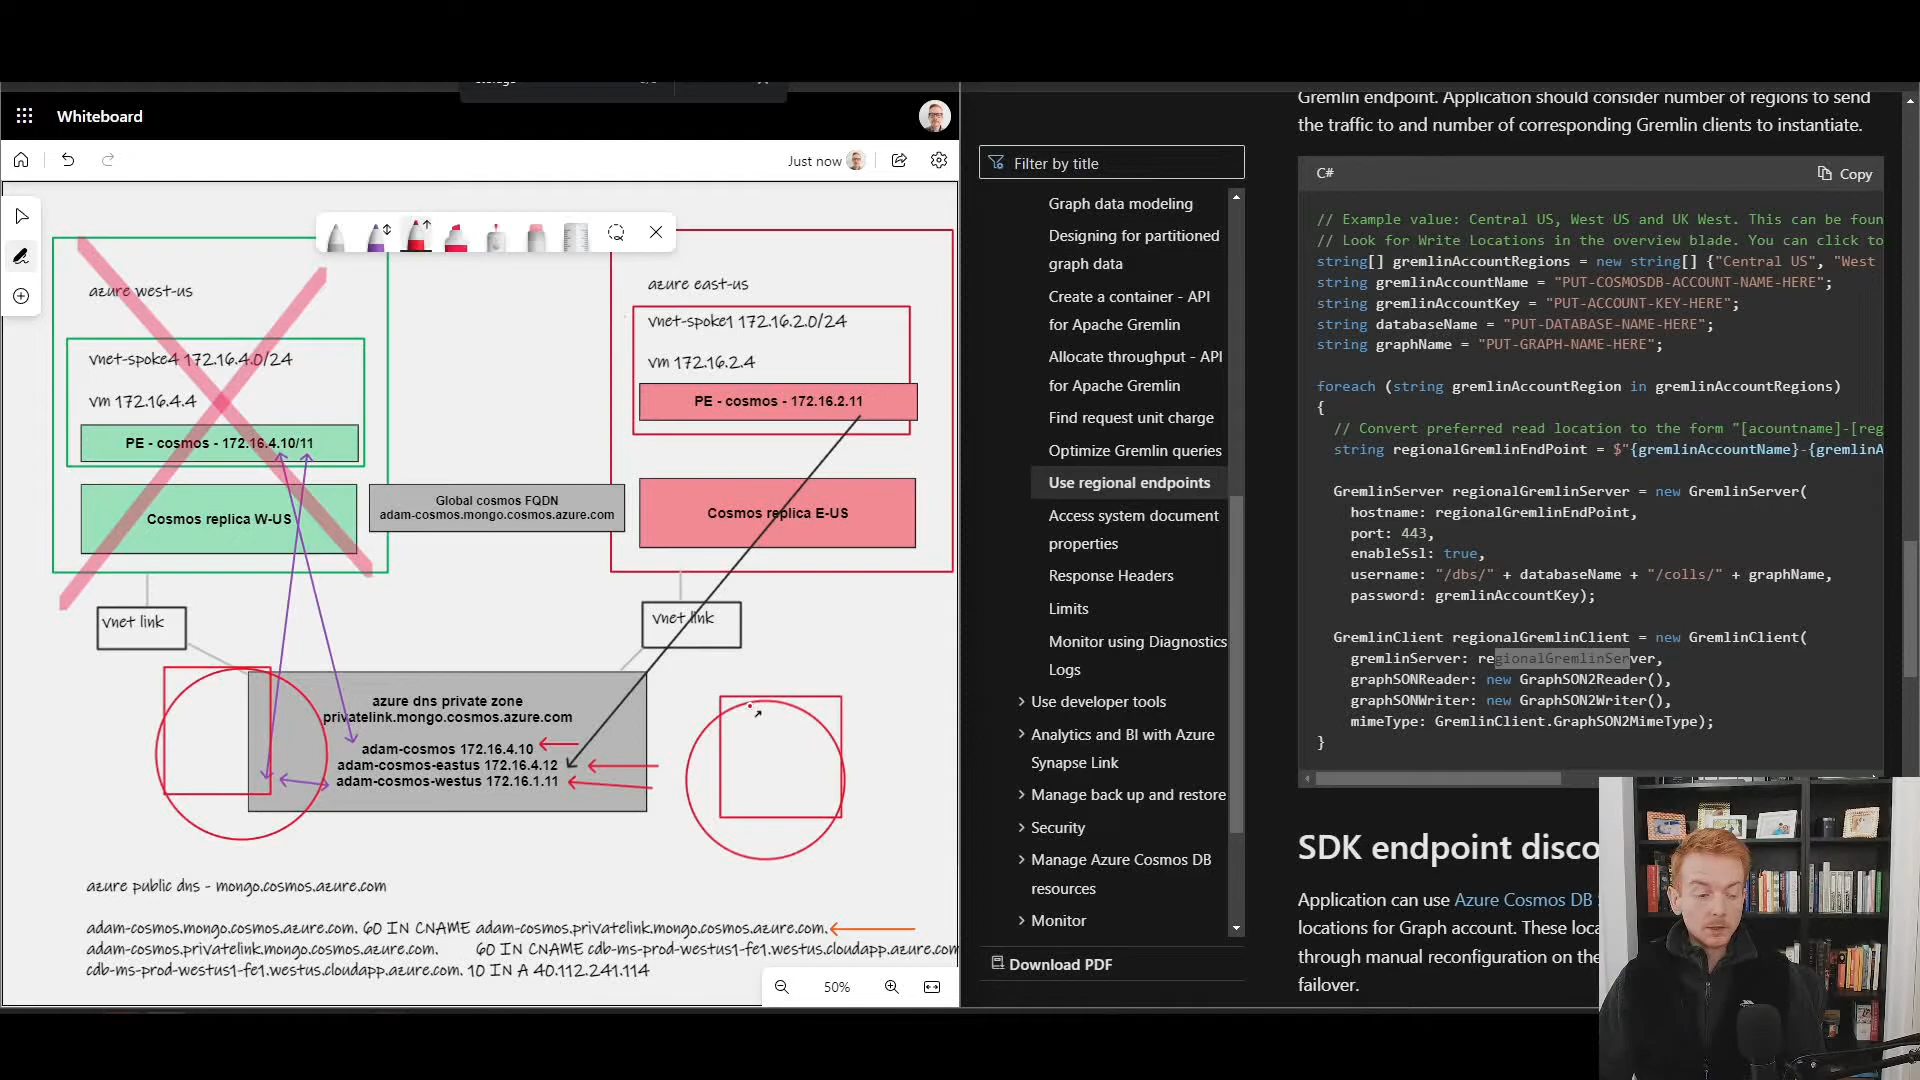 Whiteboard
Just now
azure west-us
vnet-spoke4 172.16.4.0/24
vm 172.16.4.4
PE - cosmos - 172.16.4.10/11
Cosmos replica W-US
Global cosmos FQDN
adam-cosmos.mongo.cosmos.azure.com
azure east-us
vnet-spoke1 172.16.2.0/24
vm 172.16.2.4
PE - cosmos - 172.16.2.11
Cosmos replica E-US
vnet link
vnet link
azure dns private zone
privatelink.mongo.cosmos.azure.com
adam-cosmos 172.16.4.10
adam-cosmos-eastus 172.16.4.12
adam-cosmos-westus 172.16.1.11
azure public dns - mongo.cosmos.azure.com
adam-cosmos.mongo.cosmos.azure.com. 60 IN CNAME adam-cosmos.privatelink.mongo.cosmos.azure.com.
adam-cosmos.privatelink.mongo.cosmos.azure.com. 60 IN CNAME cdb-ms-prod-westus1-fe1.westus.cloudapp.azure.com
cdb-ms-prod-westus1-fe1.westus.cloudapp.azure.com. 10 IN A 40.112.241.114
50%
Filter by title
Graph data modeling
Designing for partitioned
graph data
Create a container - API
for Apache Gremlin
Allocate throughput - API
for Apache Gremlin
Find request unit charge
Optimize Gremlin queries
Use regional endpoints
Access system document
properties
Response Headers
Limits
Monitor using Diagnostics
Logs
Use developer tools
Analytics and BI with Azure
Synapse Link
Manage back up and restore
Security
Manage Azure Cosmos DB
resources
Monitor
Download PDF
Gremlin endpoint. Application should consider number of regions to send
the traffic to and number of corresponding Gremlin clients to instantiate.
C#
Copy
// Example value: Central US, West US and UK West. This can be foun
// Look for Write Locations in the overview blade. You can click to
string[] gremlinAccountRegions = new string[] {"Central US", "West
string gremlinAccountName = "PUT-COSMOSDB-ACCOUNT-NAME-HERE";
string gremlinAccountKey = "PUT-ACCOUNT-KEY-HERE";
string databaseName = "PUT-DATABASE-NAME-HERE";
string graphName = "PUT-GRAPH-NAME-HERE";
foreach (string gremlinAccountRegion in gremlinAccountRegions)
{
// Convert preferred read location to the form "[acountname]-[reg
string regionalGremlinEndPoint = $"{gremlinAccountName}-{gremlinA
GremlinServer regionalGremlinServer = new GremlinServer(
hostname: regionalGremlinEndPoint,
port: 443,
enableSsl: true,
username: "/dbs/" + databaseName + "/colls/" + graphName,
password: gremlinAccountKey);
GremlinClient regionalGremlinClient = new GremlinClient(
gremlinServer: regionalGremlinServer,
graphSONReader: new GraphSON2Reader(),
graphSONWriter: new GraphSON2Writer(),
mimeType: GremlinClient.GraphSON2MimeType);
}
SDK endpoint disco
Application can use Azure Cosmos DB
locations for Graph account. These loca
through manual reconfiguration on the
failover.